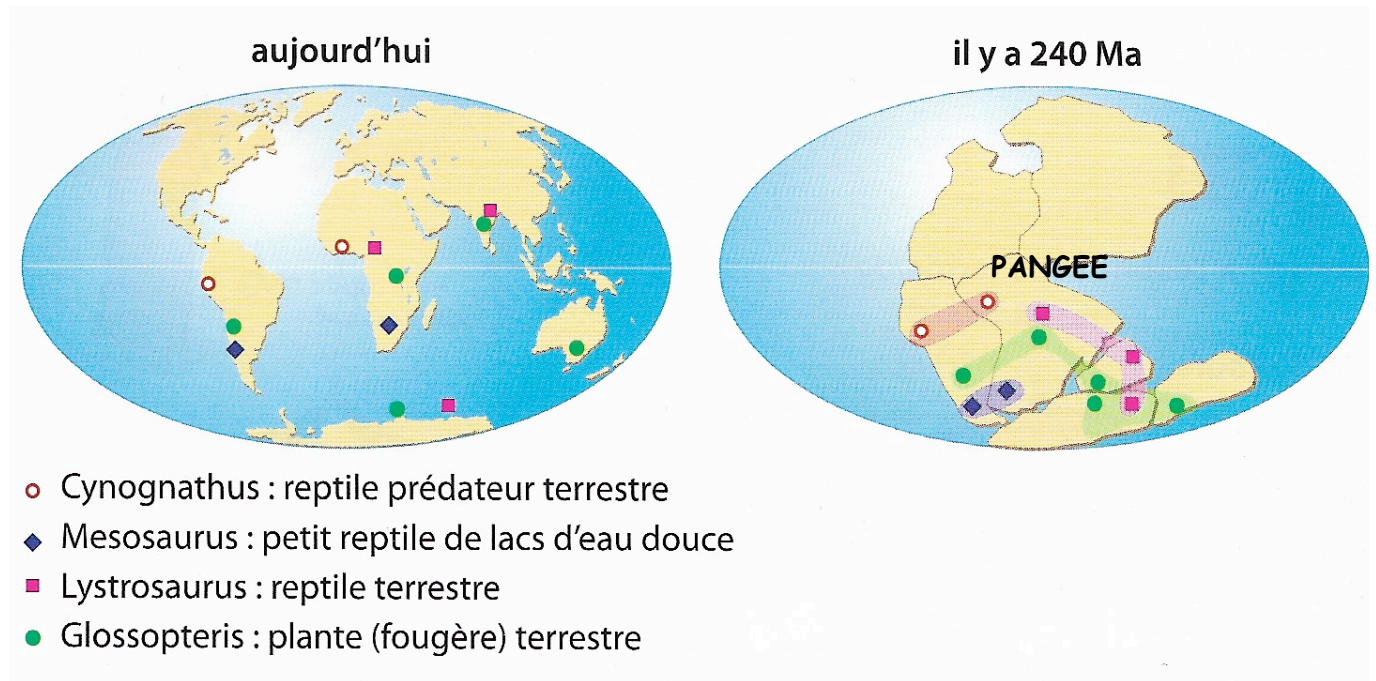 aujourd'hui
il y a 240 Ma
PANGEE
Cynognathus : reptile prédateur terrestre
Mesosaurus : petit reptile de lacs d'eau douce
Lystrosaurus : reptile terrestre
Glossopteris : plante (fougère) terrestre